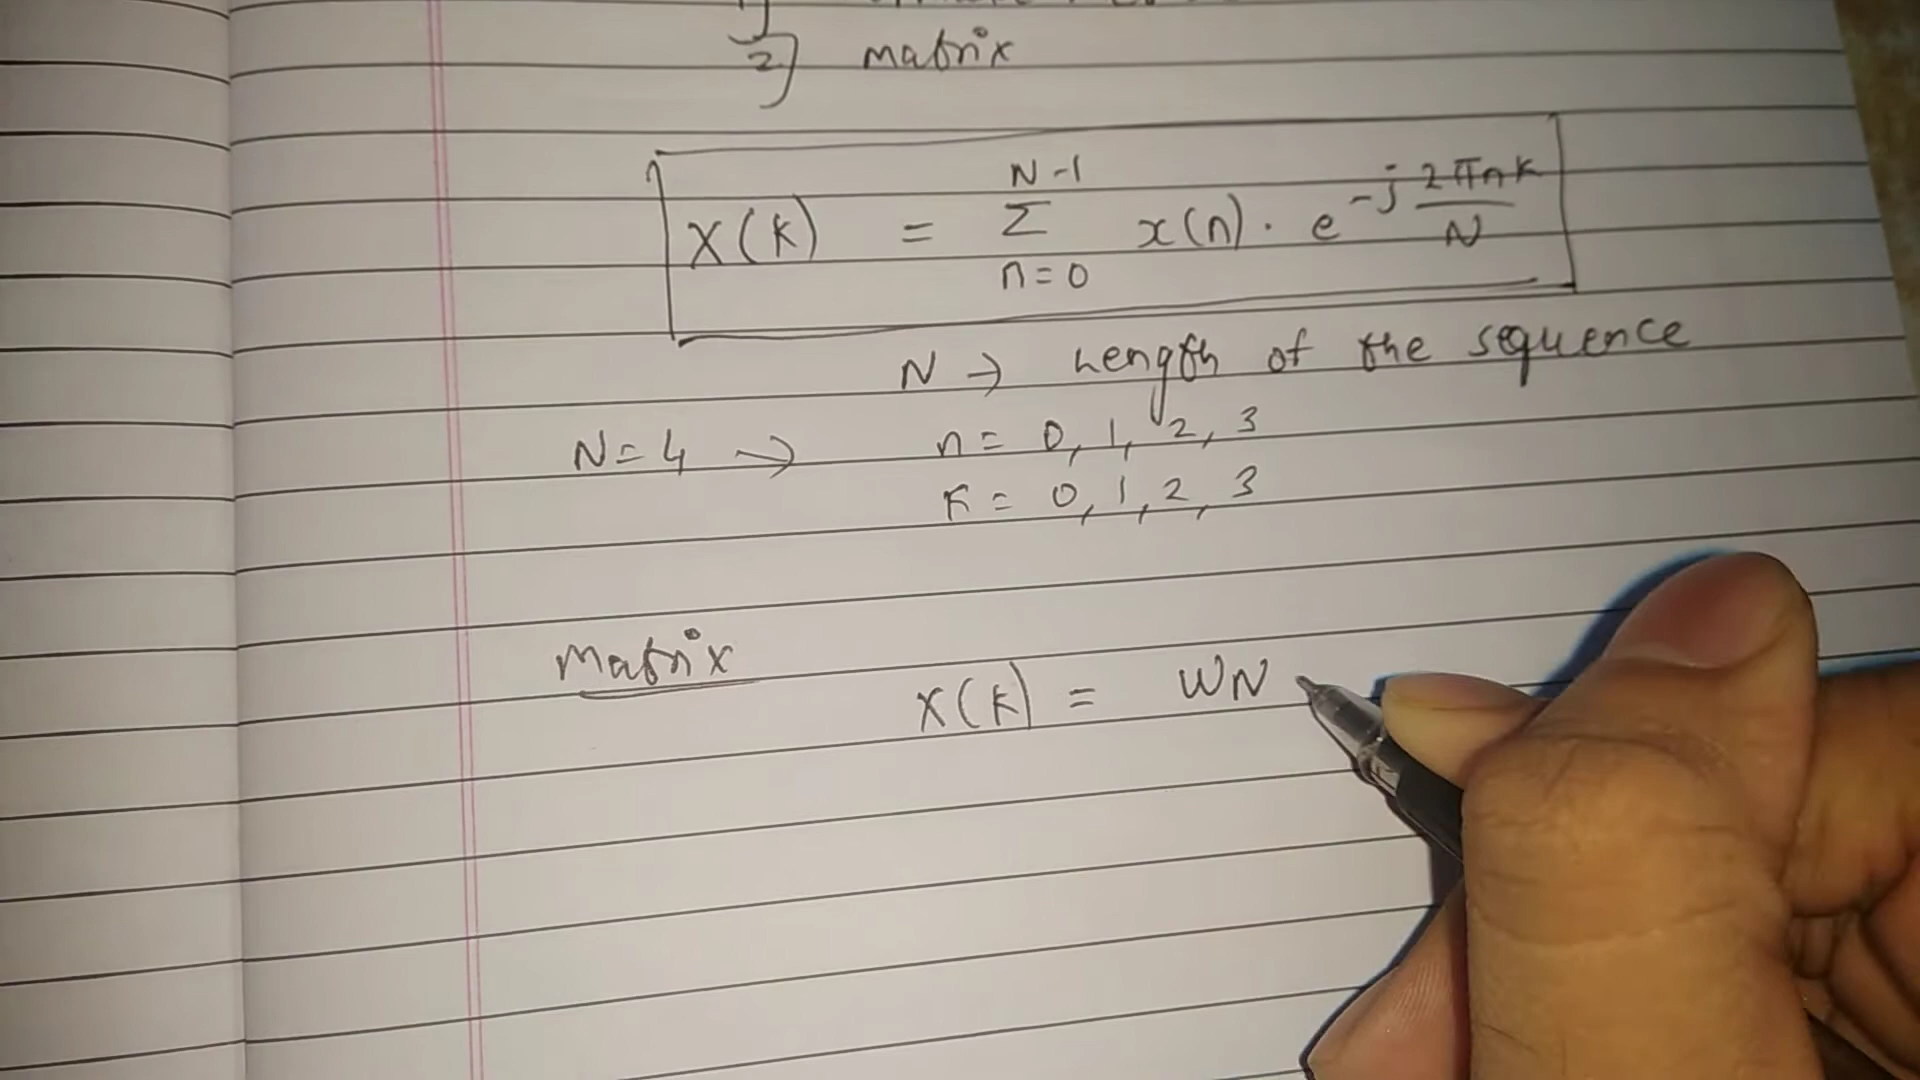 2) matrix
X(k) = N-1 Σ n=0 x(n) . e^-j 2πnk/N
N → Length of the sequence
N=4 → n = 0, 1, 2, 3
K = 0, 1, 2, 3
Matrix
X(k) = WN